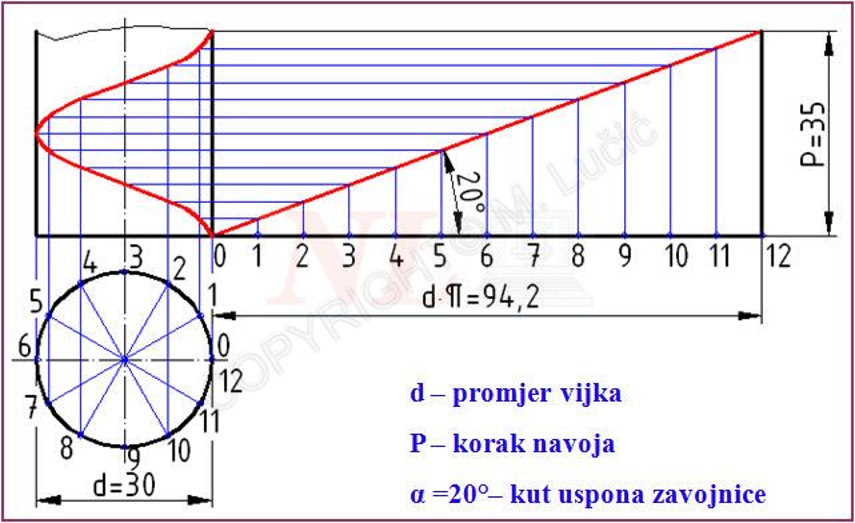 P=35
20°
0 1 2 3 4 5 6 7 8 9 10 11 12
d·π=94,2
4 3 2
5 1
6 0
12
7 11
8 9 10
d=30
d – promjer vijka
P – korak navoja
α =20°– kut uspona zavojnice
COPYRIGHT © M. Lučić